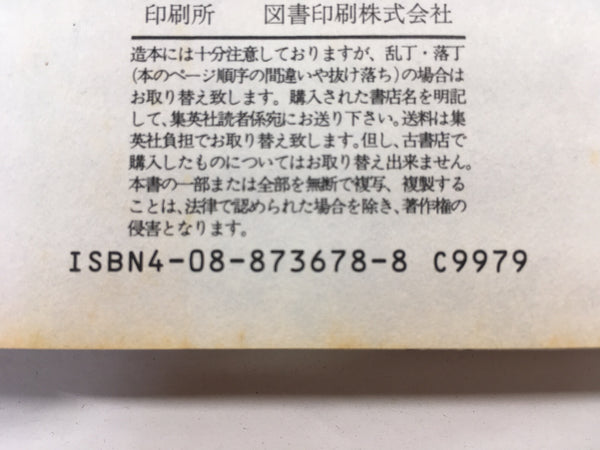 印刷所　図書印刷株式会社
造本には十分注意しておりますが、乱丁・落丁
(本のページ順序の間違いや抜け落ち)の場合は
お取り替え致します。購入された書店名を明記
して、集英社読者係宛にお送り下さい。送料は集
英社負担でお取り替え致します。但し、古書店で
購入したものについてはお取り替え出来ません。
本書の一部または全部を無断で複写、複製する
ことは、法律で認められた場合を除き、著作権の
侵害となります。
ISBN4-08-873678-8 C9979